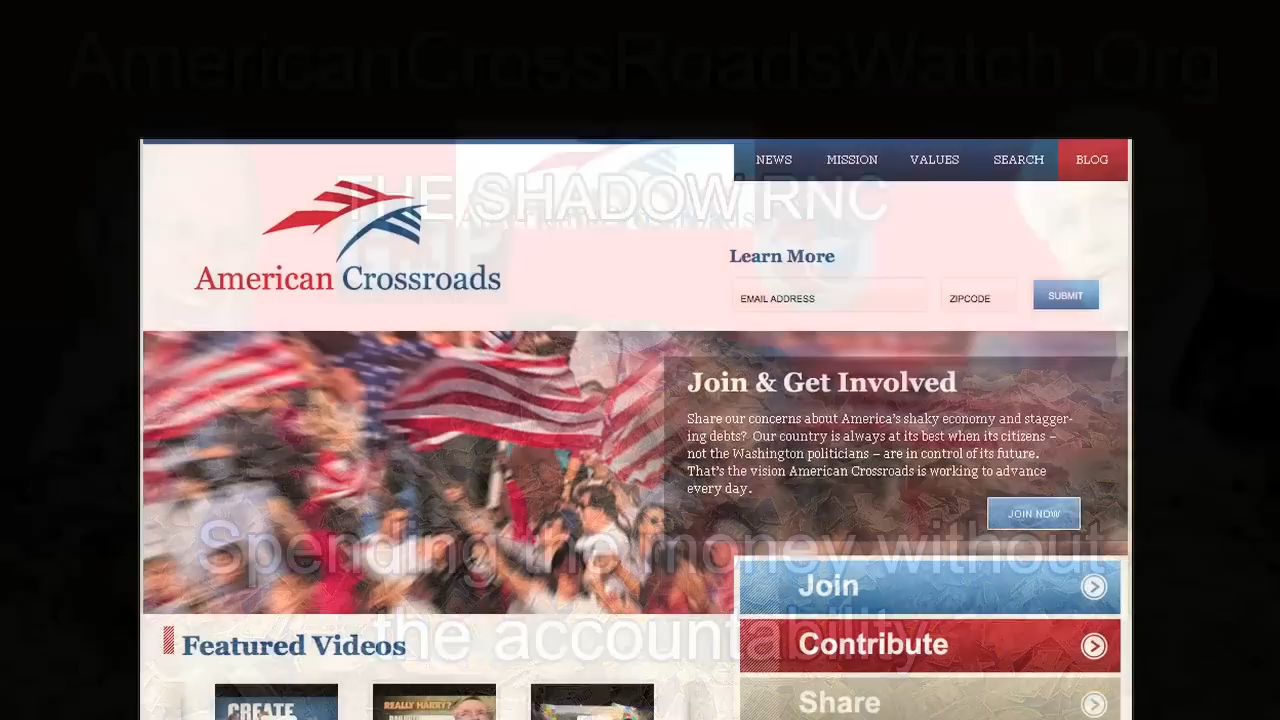 AmericanCrossRoadsWatch.Org
NEWS MISSION VALUES SEARCH BLOG
THE SHADOW RNC
American Crossroads
Learn More
EMAIL ADDRESS ZIPCODE SUBMIT
Join & Get Involved
Share our concerns about America's shaky economy and stagger-
ing debts? Our country is always at its best when its citizens –
not the Washington politicians – are in control of its future.
That's the vision American Crossroads is working to advance
every day.
JOIN NOW
Spending the money without
the accountability
Join
Contribute
Share
Featured Videos
CREATE
REALLY HARRY?